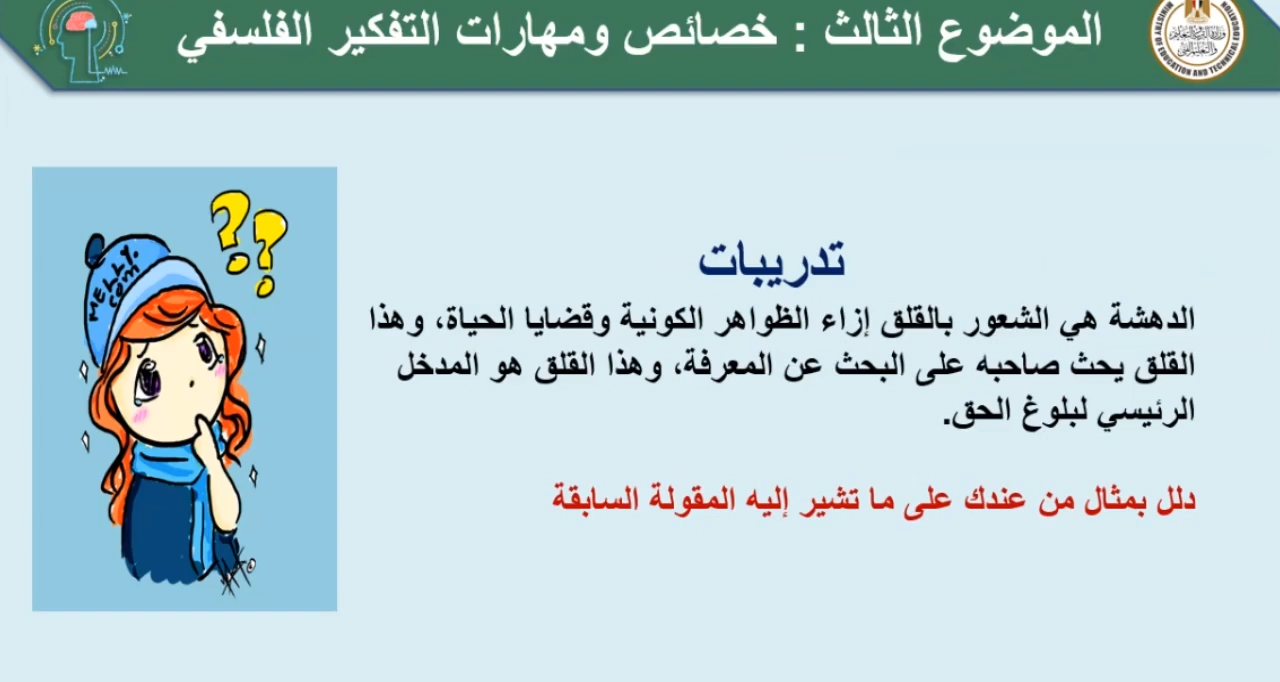 الموضوع الثالث : خصائص ومهارات التفكير الفلسفي
تدريبات
الدهشة هي الشعور بالقلق إزاء الظواهر الكونية وقضايا الحياة، وهذا
القلق يحث صاحبه على البحث عن المعرفة، وهذا القلق هو المدخل
الرئيسي لبلوغ الحق.
دلل بمثال من عندك على ما تشير إليه المقولة السابقة
MELLY.
COM
??